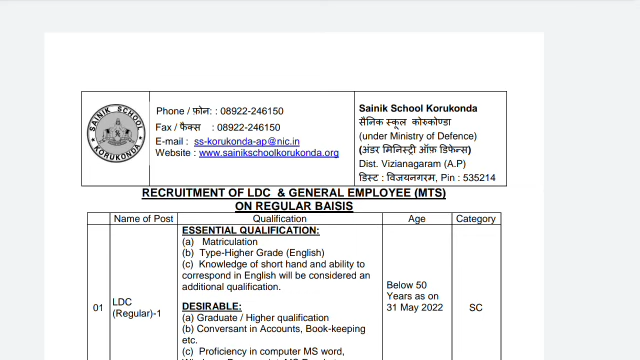 SAINIK SCHOOL
KORUKONDA
Phone / फ़ोन: : 08922-246150
Fax / फैक्स : 08922-246150
E-mail : ss-korukonda-ap@nic.in
Website : www.sainikschoolkorukonda.org
Sainik School Korukonda
सैनिक स्कूल कोरुकोण्डा
(under Ministry of Defence)
(अंडर मिनिस्ट्री ऑफ़ डिफेन्स)
Dist. Vizianagaram (A.P)
डिस्ट : विजयनगरम, Pin : 535214
RECRUITMENT OF LDC & GENERAL EMPLOYEE (MTS)
ON REGULAR BAISIS
Name of Post Qualification Age Category
01
LDC
(Regular)-1
ESSENTIAL QUALIFICATION:
(a) Matriculation
(b) Type-Higher Grade (English)
(c) Knowledge of short hand and ability to
correspond in English will be considered an
additional qualification.
DESIRABLE:
(a) Graduate / Higher qualification
(b) Conversant in Accounts, Book-keeping
etc.
(c) Proficiency in computer MS word,
Below 50
Years as on
31 May 2022
SC